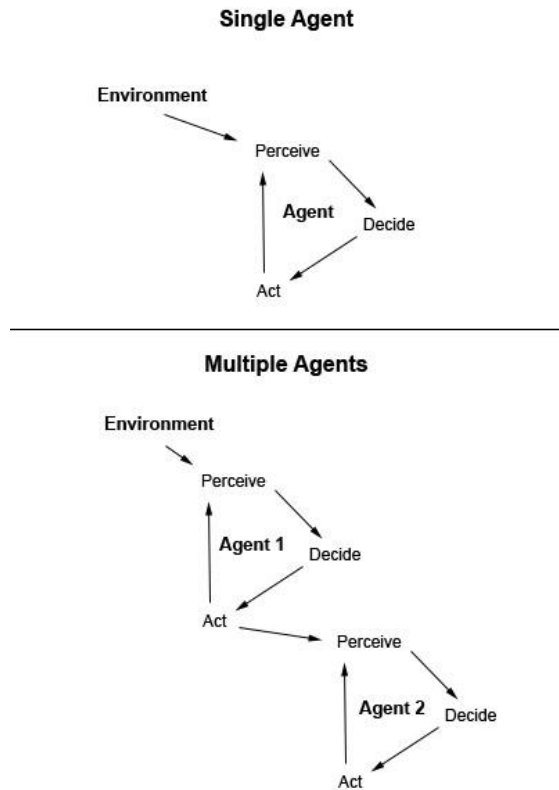 Single Agent
Environment
Perceive
Agent
Decide
Act
Multiple Agents
Environment
Perceive
Agent 1
Decide
Act
Perceive
Agent 2
Decide
Act